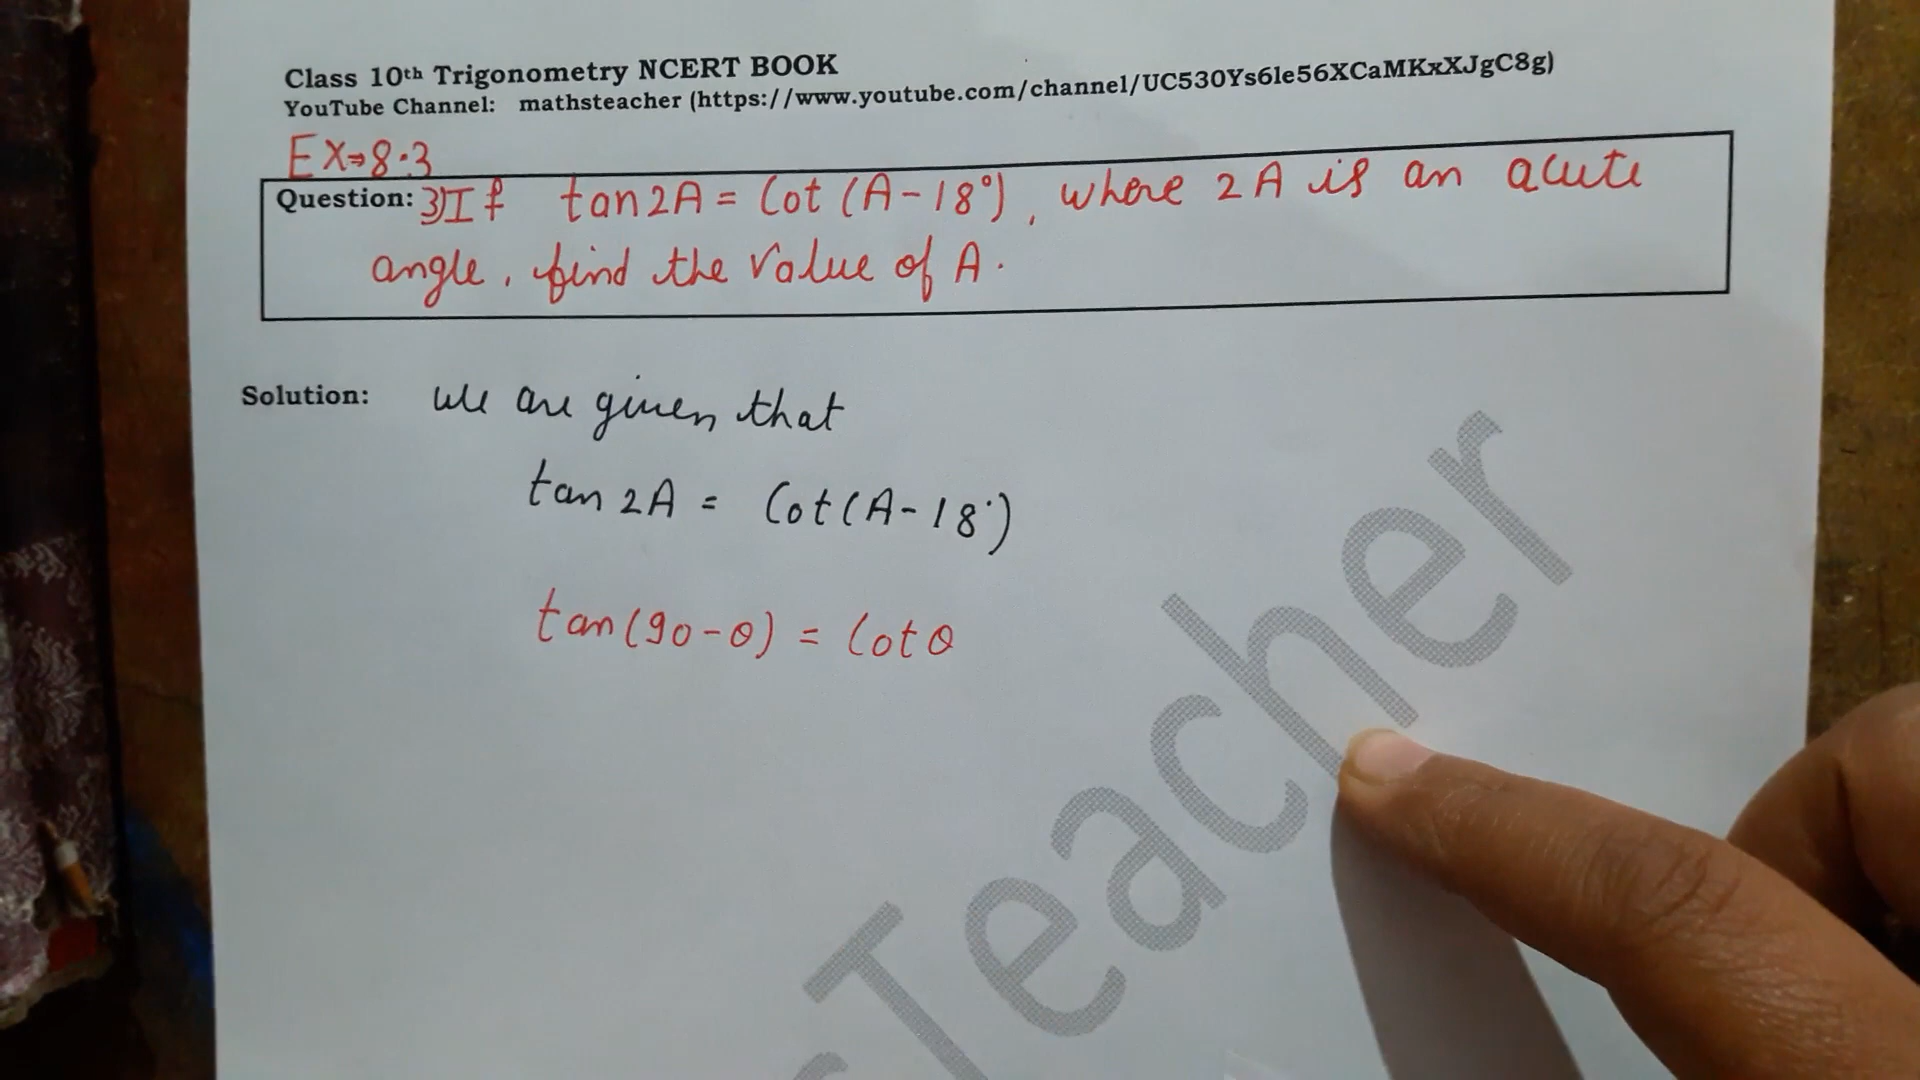 Class 10th Trigonometry NCERT BOOK
YouTube Channel: mathsteacher (https://www.youtube.com/channel/UC530Ys6le56XCaMKxXJgC8g)
EX⇒8.3
Question: 3) If tan2A = Cot (A-18°), where 2A is an acute
angle, find the value of A.
Solution: We are given that
tan 2A = Cot(A-18°)
tan(90-θ) = Cotθ
rTeacher